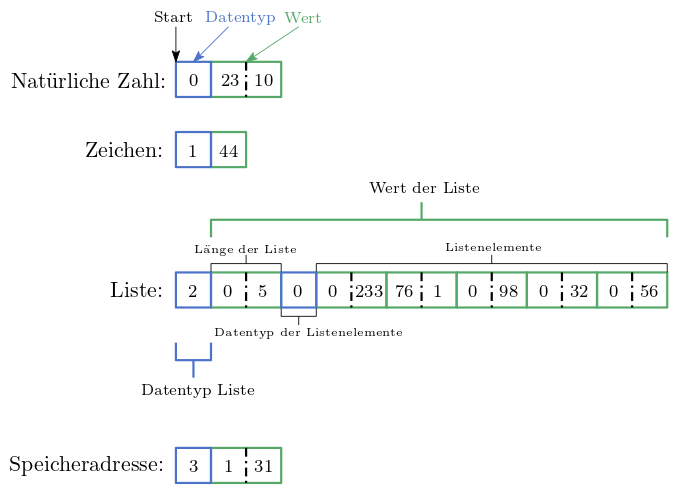 Start Datentyp Wert
Natürliche Zahl: 0 23 10
Zeichen: 1 44
Wert der Liste
Länge der Liste Listenelemente
Liste: 2 0 5 0 0 233 76 1 0 98 0 32 0 56
Datentyp der Listenelemente
Datentyp Liste
Speicheradresse: 3 1 31